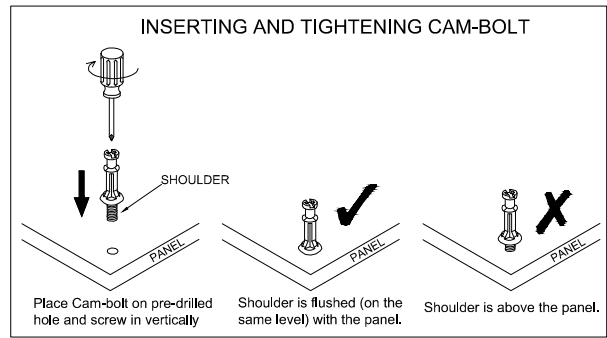 INSERTING AND TIGHTENING CAM-BOLT
SHOULDER
PANEL
Place Cam-bolt on pre-drilled
hole and screw in vertically
PANEL
Shoulder is flushed (on the
same level) with the panel.
PANEL
Shoulder is above the panel.